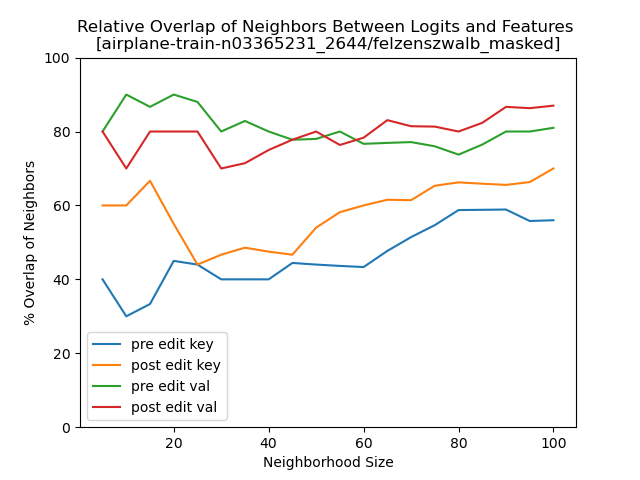 Relative Overlap of Neighbors Between Logits and Features
[airplane-train-n03365231_2644/felzenszwalb_masked]
100
80
60
40
20
0
% Overlap of Neighbors
pre edit key
post edit key
pre edit val
post edit val
20 40 60 80 100
Neighborhood Size